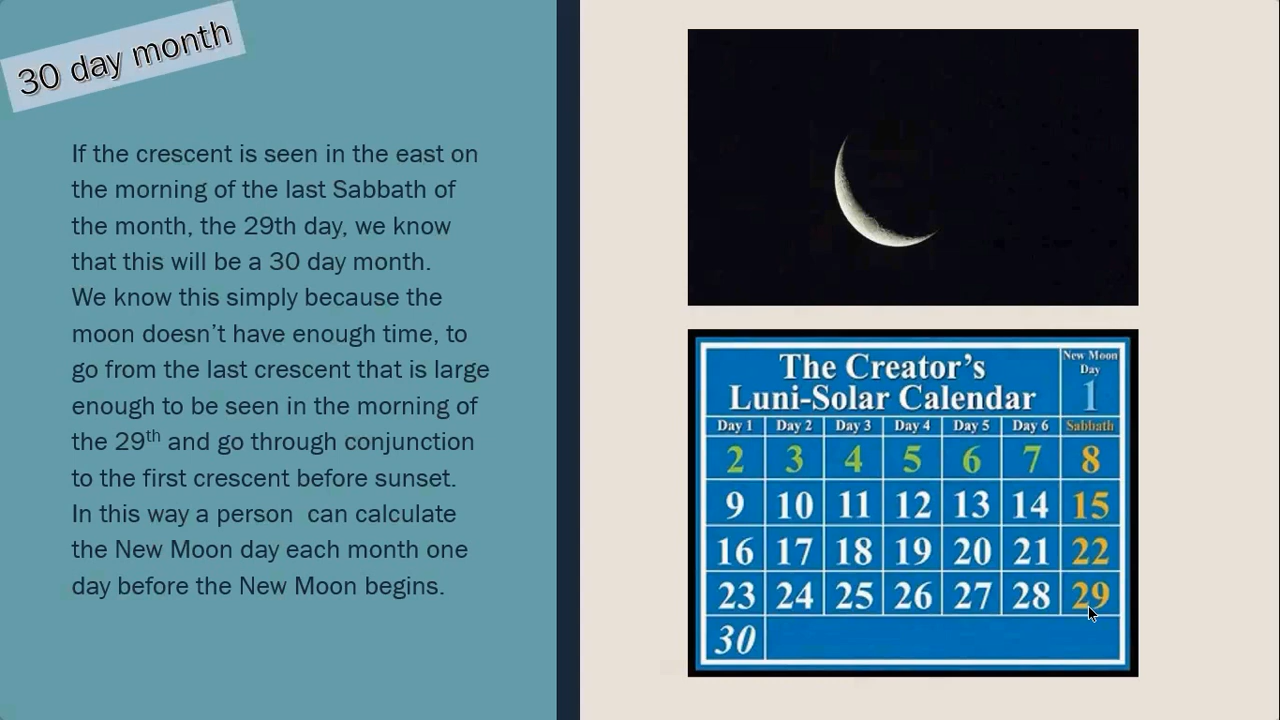 30 day month
If the crescent is seen in the east on
the morning of the last Sabbath of
the month, the 29th day, we know
that this will be a 30 day month.
We know this simply because the
moon doesn’t have enough time, to
go from the last crescent that is large
enough to be seen in the morning of
the 29th and go through conjunction
to the first crescent before sunset.
In this way a person  can calculate
the New Moon day each month one
day before the New Moon begins.
The Creator’s
Luni-Solar Calendar
New Moon
Day
1
Day 1 Day 2 Day 3 Day 4 Day 5 Day 6 Sabbath
2 3 4 5 6 7 8
9 10 11 12 13 14 15
16 17 18 19 20 21 22
23 24 25 26 27 28 29
30